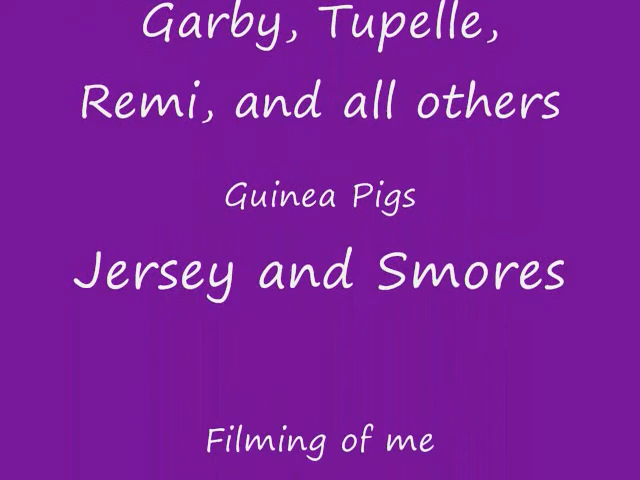 Garby, Tupelle,
Remi, and all others
Guinea Pigs
Jersey and Smores
Filming of me